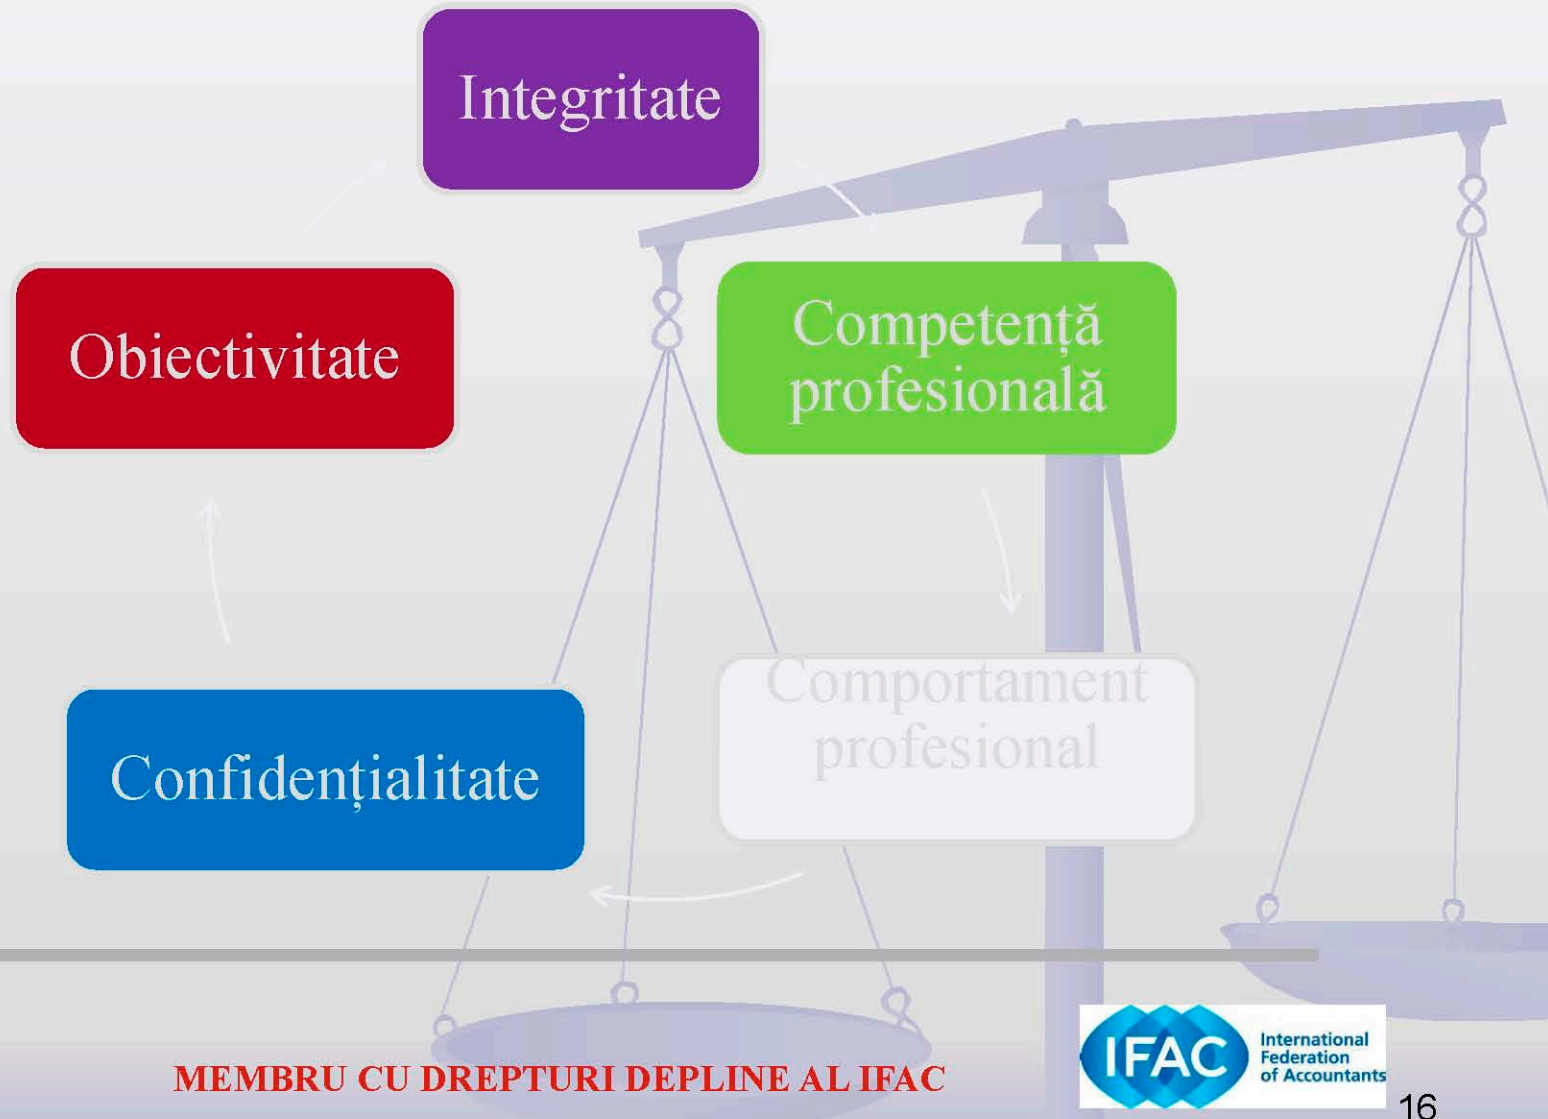 Integritate
Obiectivitate
Competență
profesională
Comportament
profesional
Confidențialitate
MEMBRU CU DREPTURI DEPLINE AL IFAC
IFAC
International
Federation
of Accountants
16